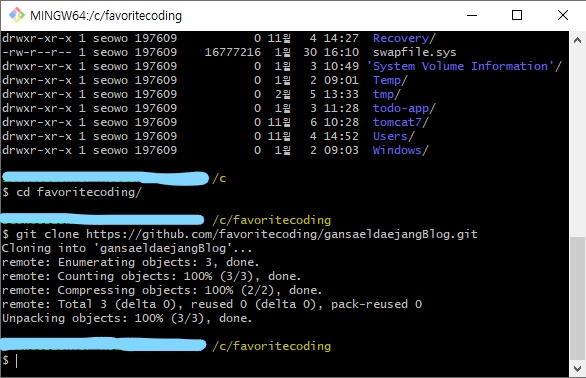 MINGW64:/c/favoritecoding
drwxr-xr-x 1 seowo 197609 0 11월 4 14:27 Recovery/
-rw-r--r-- 1 seowo 197609 16777216 1월 30 16:10 swapfile.sys
drwxr-xr-x 1 seowo 197609 0 1월 3 10:49 'System Volume Information'/
drwxr-xr-x 1 seowo 197609 0 1월 2 09:01 Temp/
drwxr-xr-x 1 seowo 197609 0 2월 5 13:33 tmp/
drwxr-xr-x 1 seowo 197609 0 1월 3 11:28 todo-app/
drwxr-xr-x 1 seowo 197609 0 11월 6 10:28 tomcat7/
drwxr-xr-x 1 seowo 197609 0 11월 4 14:52 Users/
drwxr-xr-x 1 seowo 197609 0 1월 2 09:03 Windows/
/c
$ cd favoritecoding/
/c/favoritecoding
$ git clone https://github.com/favoritecoding/gansaeldaejangBlog.git
Cloning into 'gansaeldaejangBlog'...
remote: Enumerating objects: 3, done.
remote: Counting objects: 100% (3/3), done.
remote: Compressing objects: 100% (2/2), done.
remote: Total 3 (delta 0), reused 0 (delta 0), pack-reused 0
Unpacking objects: 100% (3/3), done.
/c/favoritecoding
$